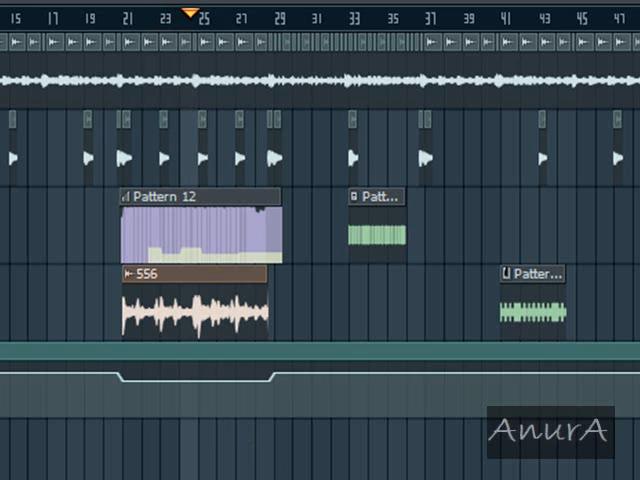 15 17 19 21 23 25 27 29 31 33 35 37 39 41 43 45 47
Pattern 12
Patt...
556
Patter...
AnurA